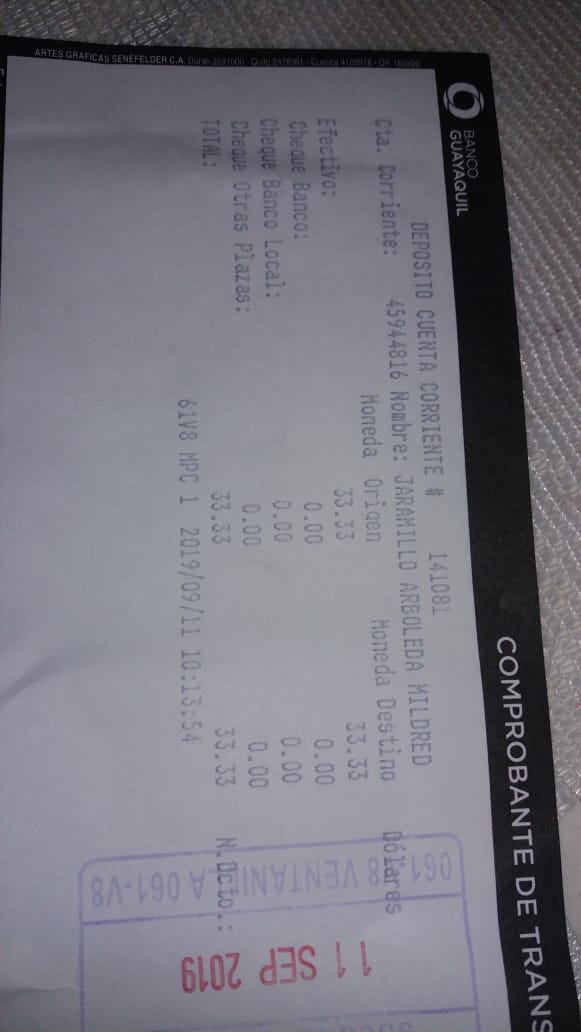 BANCO
GUAYAQUIL
COMPROBANTE DE TRANS
DEPOSITO CUENTA CORRIENTE # 141081
Cta. Corriente: 45944816 Nombre: JARAMILLO ARBOLEDA MILDRED
Moneda Origen Moneda Destino Dólares
Efectivo: 33.33 33.33
Cheque Banco: 0.00 0.00
Cheque Banco Local: 0.00 0.00
Cheque Otras Plazas: 0.00 0.00
TOTAL: 33.33 33.33 N.Dcto.:
61V8 MPC 1 2019/09/11 10:13:54
ARTES GRAFICAS SENEFELDER C.A. Durán 2591000 - Quito 2478961 - Cuenca 4103978 - OP. 160929
VENTANILLA 061-V8
11 SEP 2019